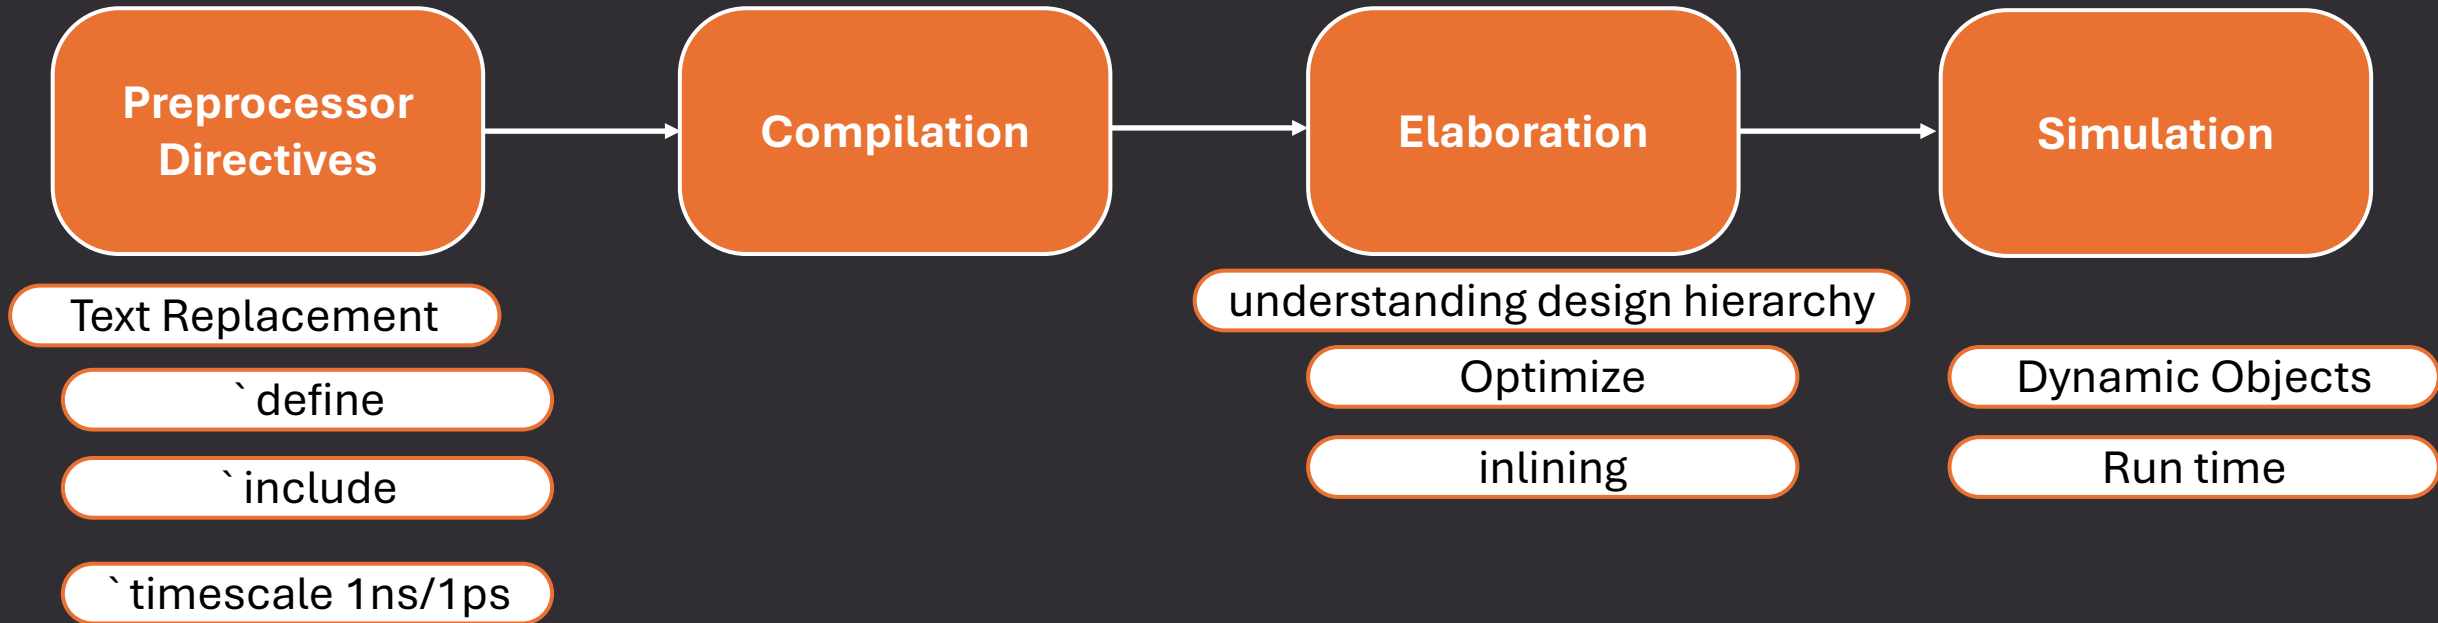 Preprocessor
Directives
Compilation
Elaboration
Simulation
Text Replacement
`define
`include
`timescale 1ns/1ps
understanding design hierarchy
Optimize
inlining
Dynamic Objects
Run time